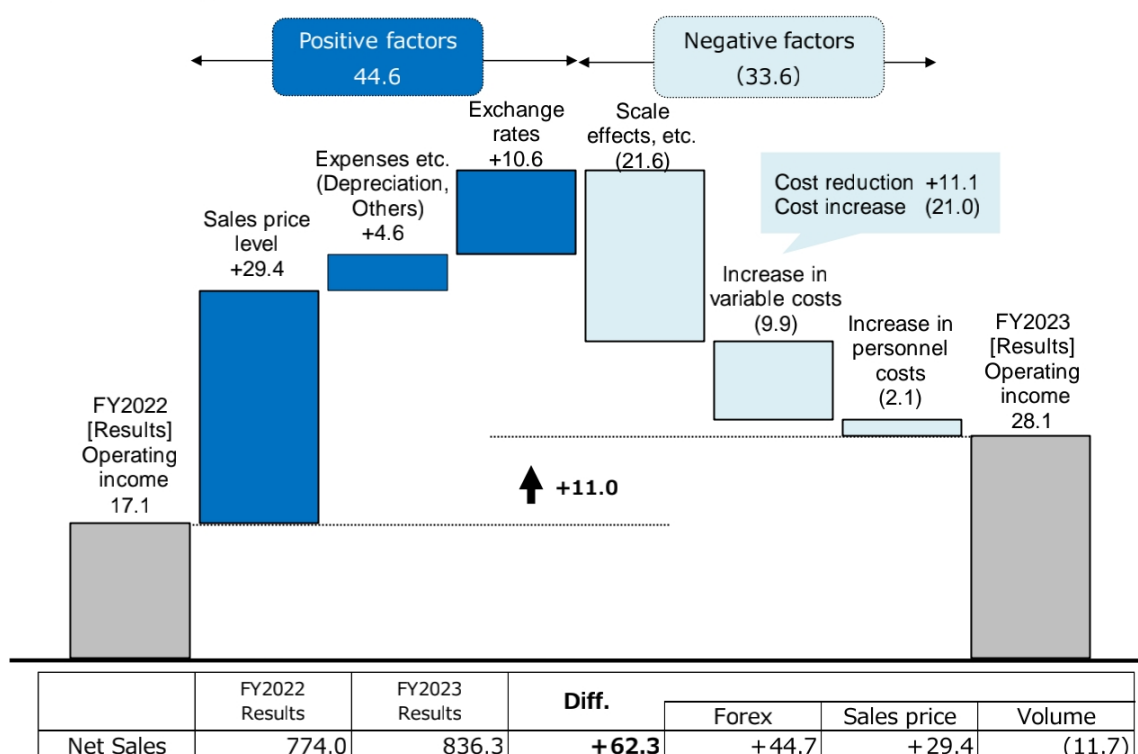 Positive factors
44.6
Negative factors
(33.6)
Exchange
rates
+10.6
Scale
effects, etc.
(21.6)
Expenses etc.
(Depreciation,
Others)
+4.6
Cost reduction +11.1
Cost increase (21.0)
Sales price
level
+29.4
Increase in
variable costs
(9.9)
Increase in
personnel
costs
(2.1)
FY2023
[Results]
Operating
income
28.1
FY2022
[Results]
Operating
income
17.1
+11.0
FY2022
Results
FY2023
Results
Diff.
Forex
Sales price
Volume
Net Sales 774.0 836.3 +62.3 +44.7 +29.4 (11.7)